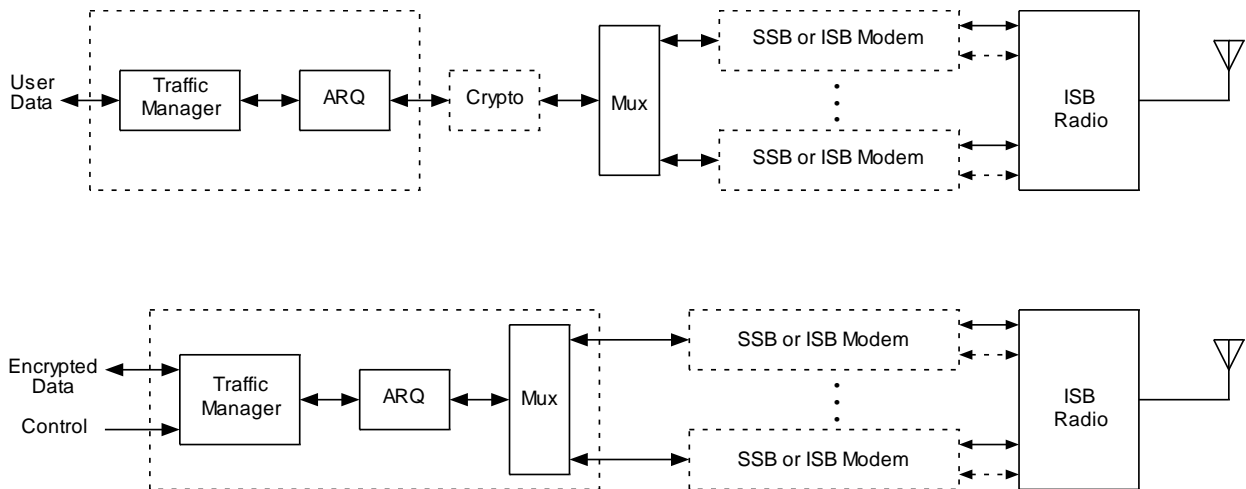 SSB or ISB Modem
User
Data
Traffic
Manager
ARQ
Crypto
Mux
ISB
Radio
SSB or ISB Modem
SSB or ISB Modem
Encrypted
Data
Traffic
Manager
ARQ
Mux
ISB
Radio
Control
SSB or ISB Modem